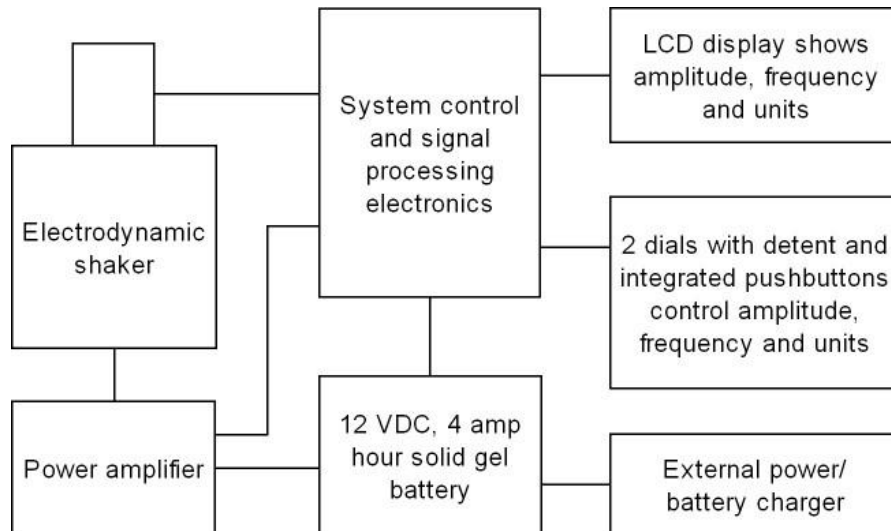 LCD display shows
amplitude, frequency
and units
System control
and signal
processing
electronics
Electrodynamic
shaker
2 dials with detent and
integrated pushbuttons
control amplitude,
frequency and units
12 VDC, 4 amp
hour solid gel
battery
Power amplifier
External power/
battery charger